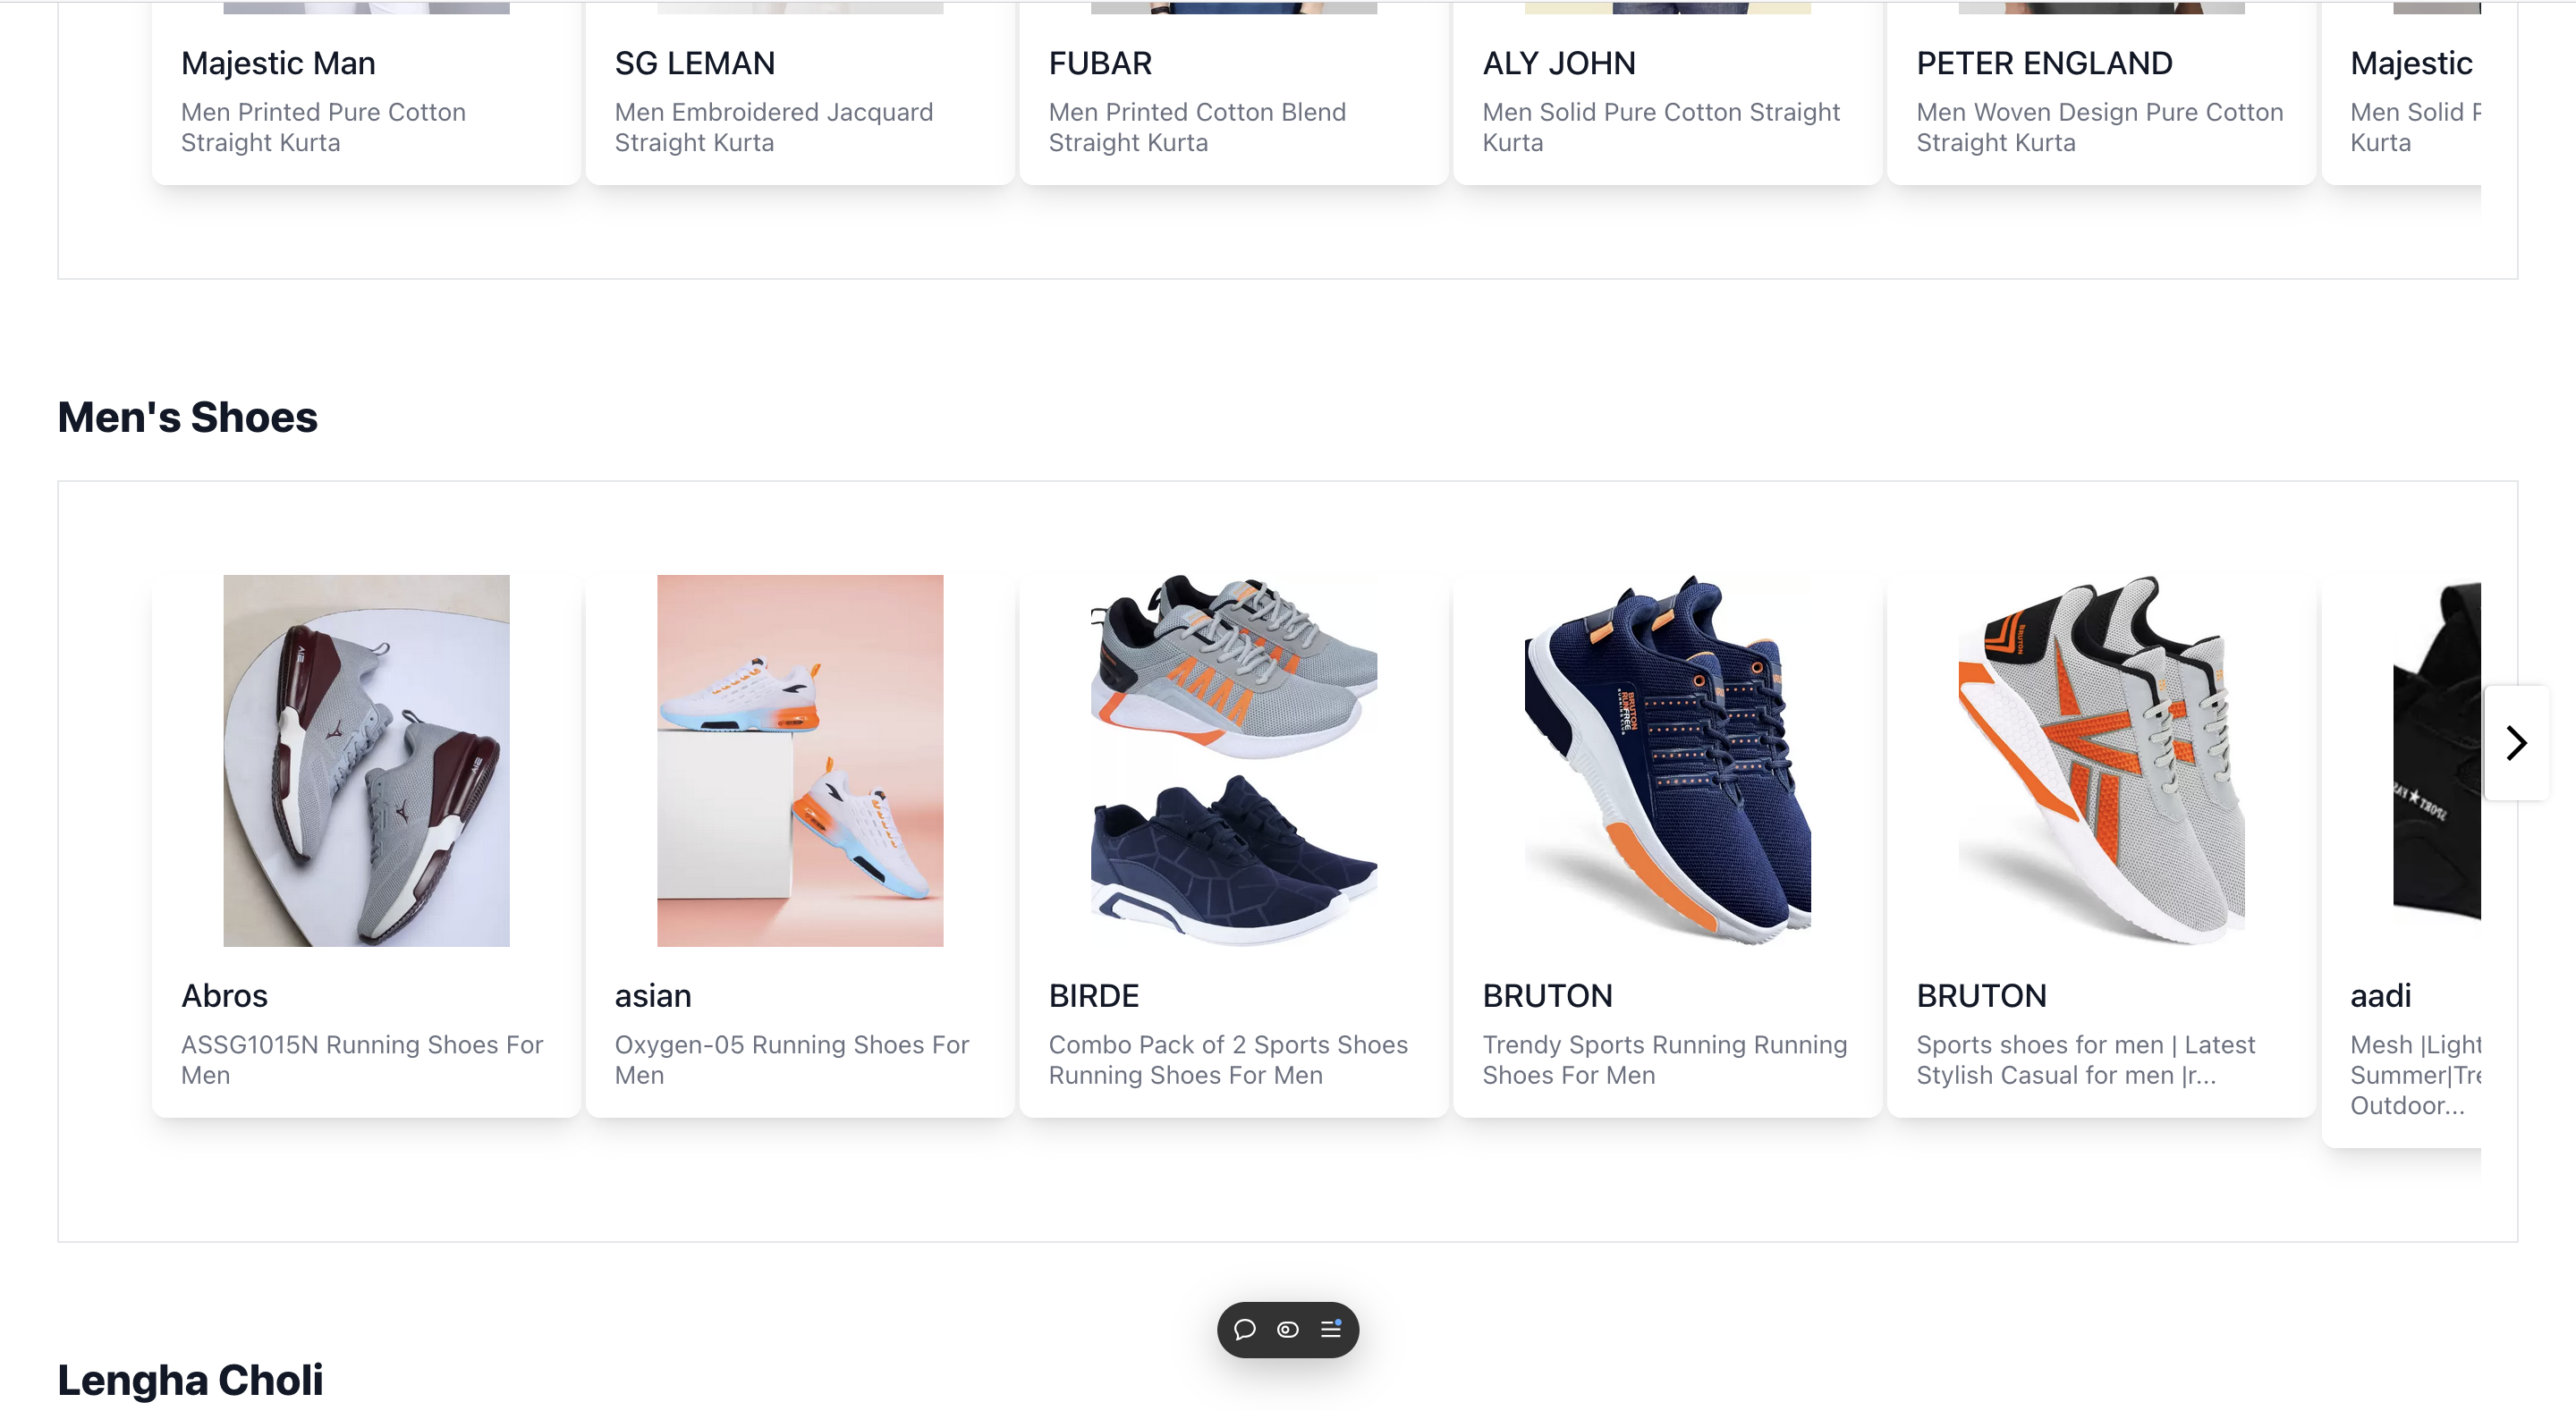 Majestic Man
Men Printed Pure Cotton
Straight Kurta
SG LEMAN
Men Embroidered Jacquard
Straight Kurta
FUBAR
Men Printed Cotton Blend
Straight Kurta
ALY JOHN
Men Solid Pure Cotton Straight
Kurta
PETER ENGLAND
Men Woven Design Pure Cotton
Straight Kurta
Majestic
Men Solid
Kurta
Men's Shoes
Abros
ASSG1015N Running Shoes For
Men
asian
Oxygen-05 Running Shoes For
Men
BIRDE
Combo Pack of 2 Sports Shoes
Running Shoes For Men
BRUTON
Trendy Sports Running Running
Shoes For Men
BRUTON
Sports shoes for men | Latest
Stylish Casual for men |r...
aadi
Mesh |Light
Summer|Tre
Outdoor...
Lengha Choli